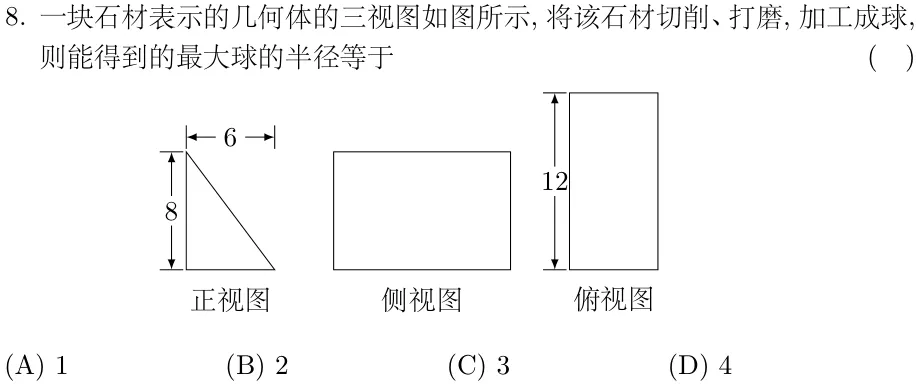 8. 一块石材表示的几何体的三视图如图所示, 将该石材切削、打磨, 加工成球,
则能得到的最大球的半径等于 ( )
6
8
12
正视图 侧视图 俯视图
(A) 1 (B) 2 (C) 3 (D) 4